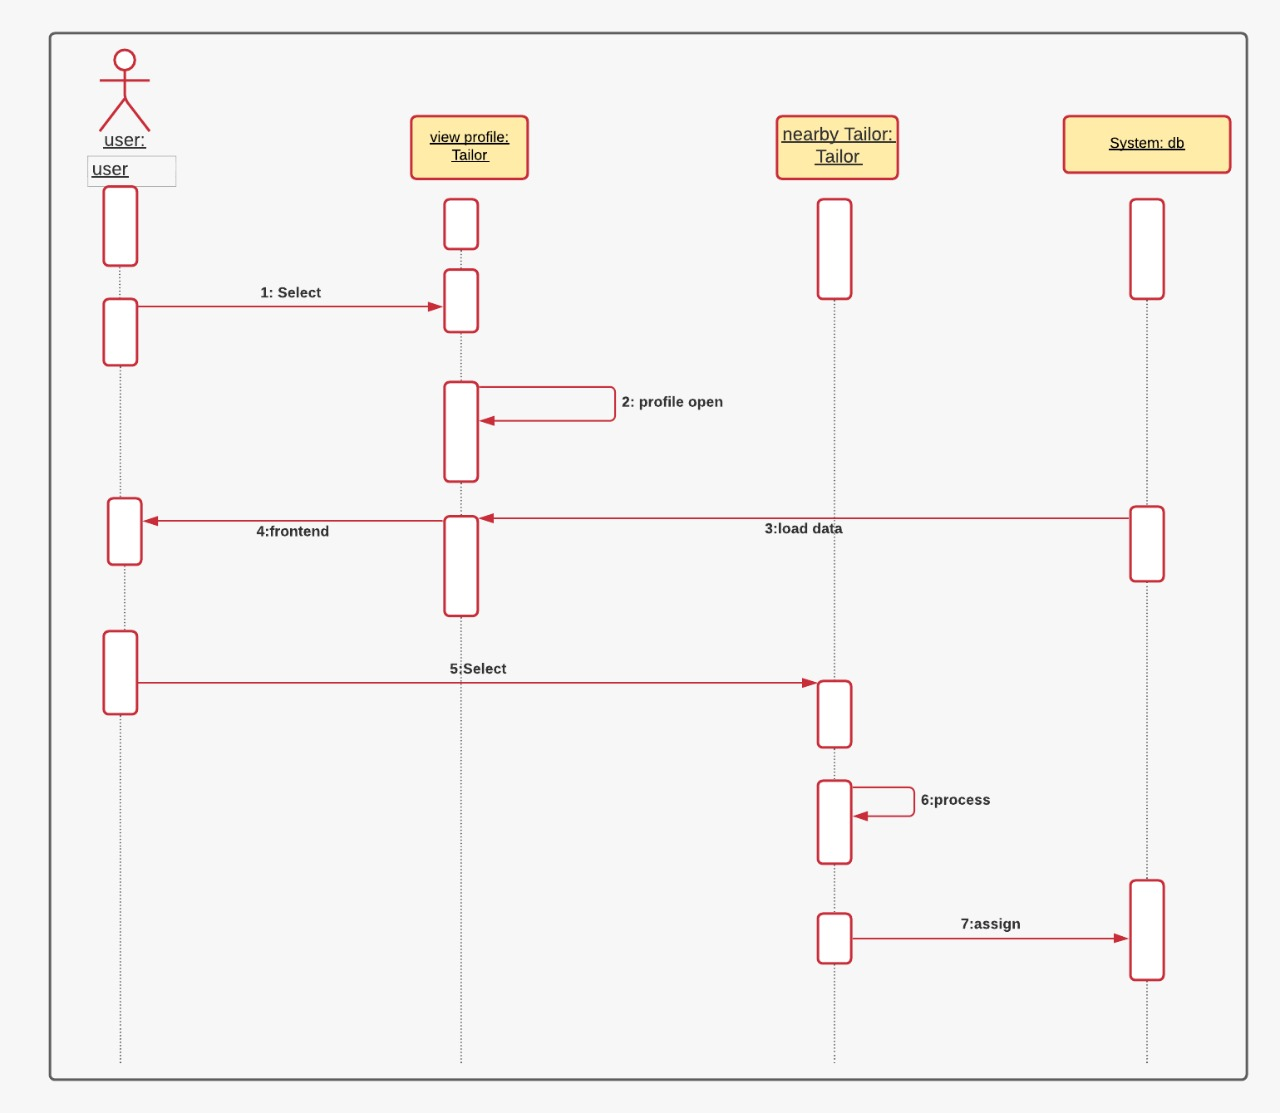 user:
user
view profile:
Tailor
nearby Tailor:
Tailor
System: db
1: Select
2: profile open
3:load data
4:frontend
5:Select
6:process
7:assign